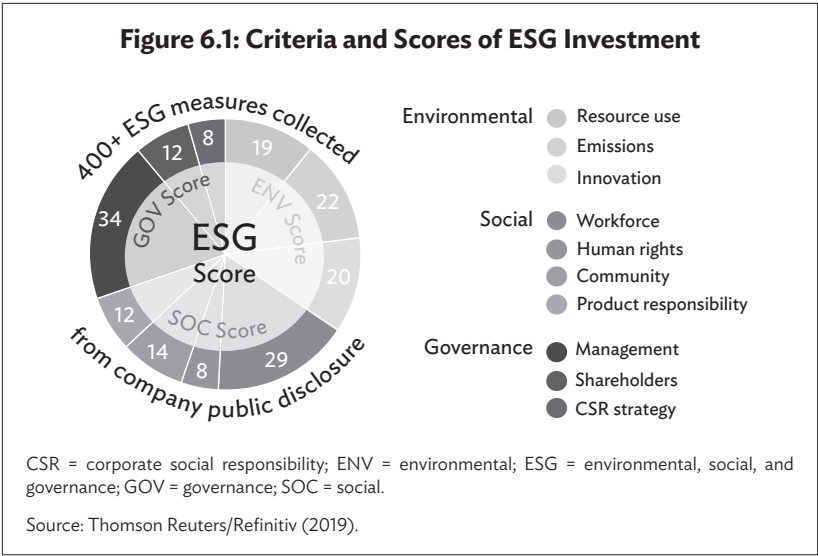 Figure 6.1: Criteria and Scores of ESG Investment
400+ ESG measures collected
from company public disclosure
8
19
22
20
29
8
14
12
34
12
ENV Score
SOC Score
GOV Score
ESG
Score
Environmental
Resource use
Emissions
Innovation
Social
Workforce
Human rights
Community
Product responsibility
Governance
Management
Shareholders
CSR strategy
CSR = corporate social responsibility; ENV = environmental; ESG = environmental, social, and
governance; GOV = governance; SOC = social.
Source: Thomson Reuters/Refinitiv (2019).